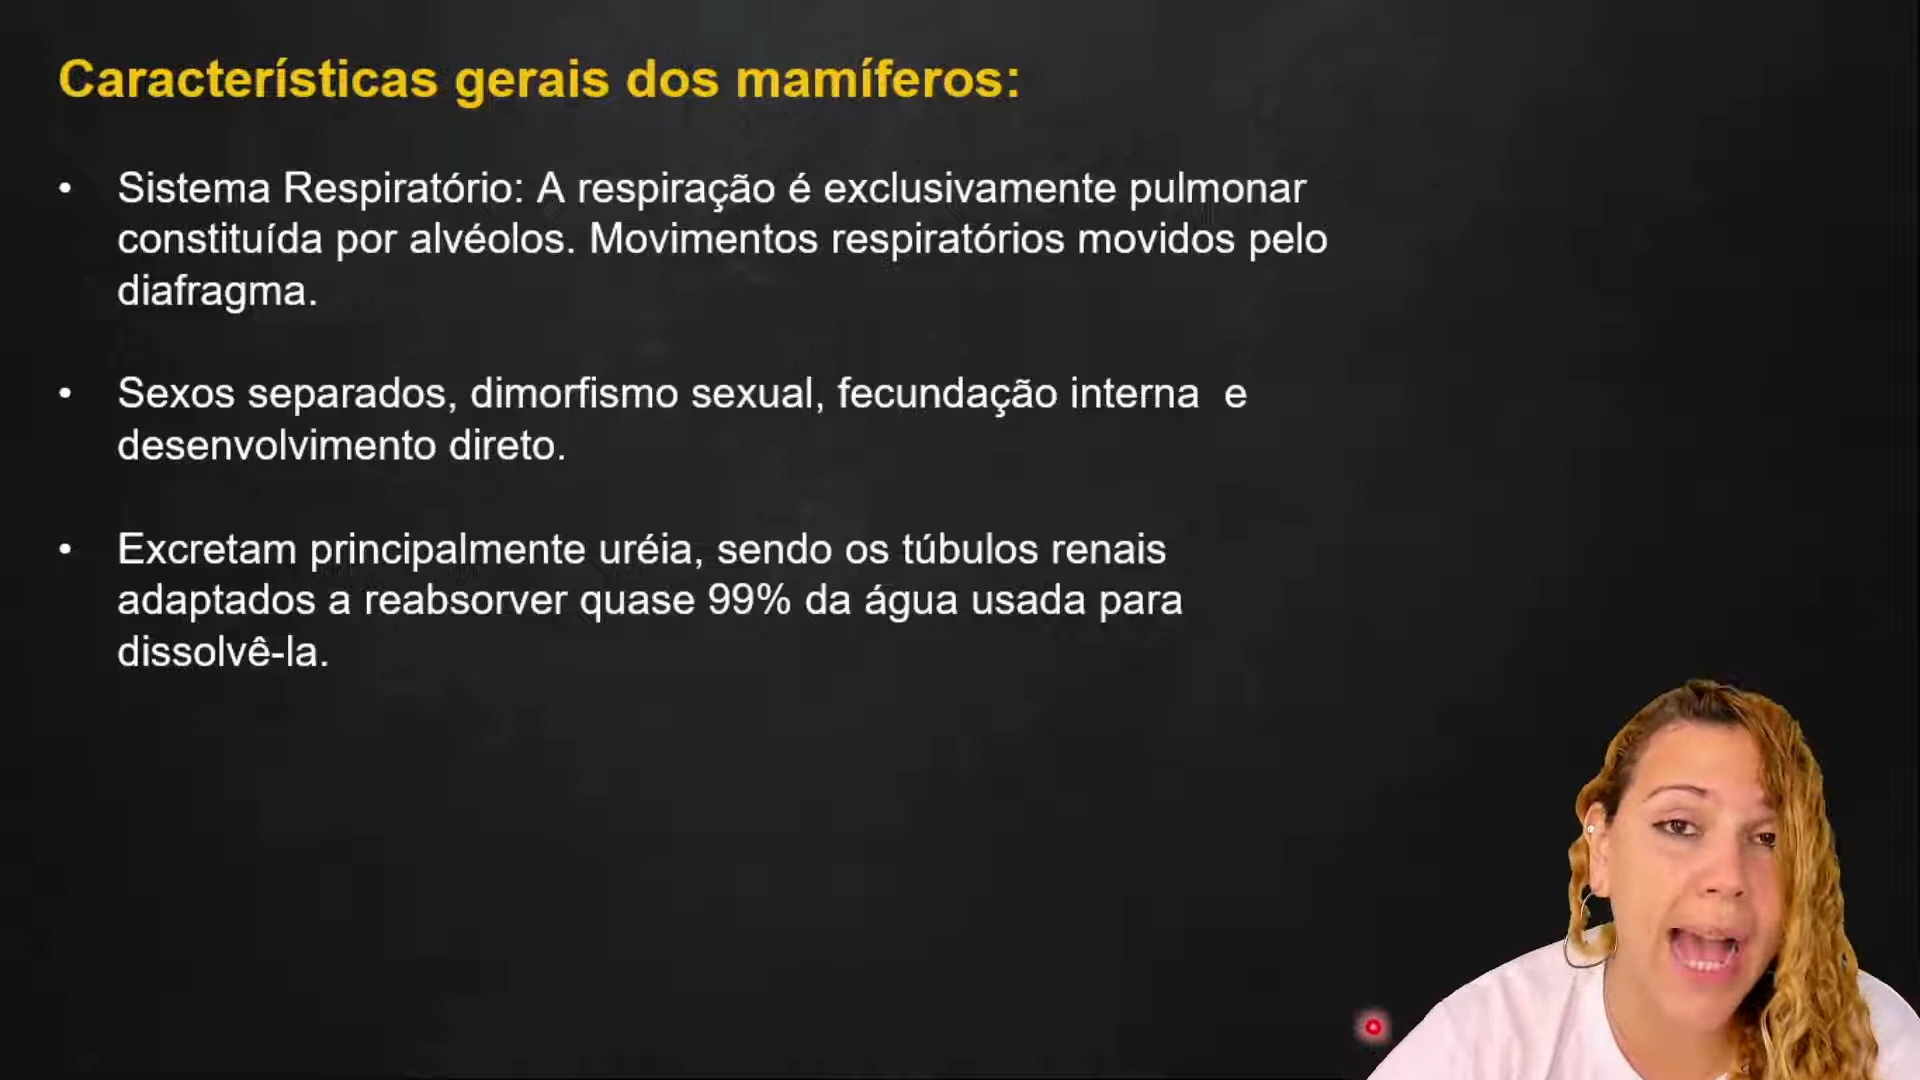 Características gerais dos mamíferos:
• Sistema Respiratório: A respiração é exclusivamente pulmonar
constituída por alvéolos. Movimentos respiratórios movidos pelo
diafragma.
• Sexos separados, dimorfismo sexual, fecundação interna  e
desenvolvimento direto.
• Excretam principalmente uréia, sendo os túbulos renais
adaptados a reabsorver quase 99% da água usada para
dissolvê-la.